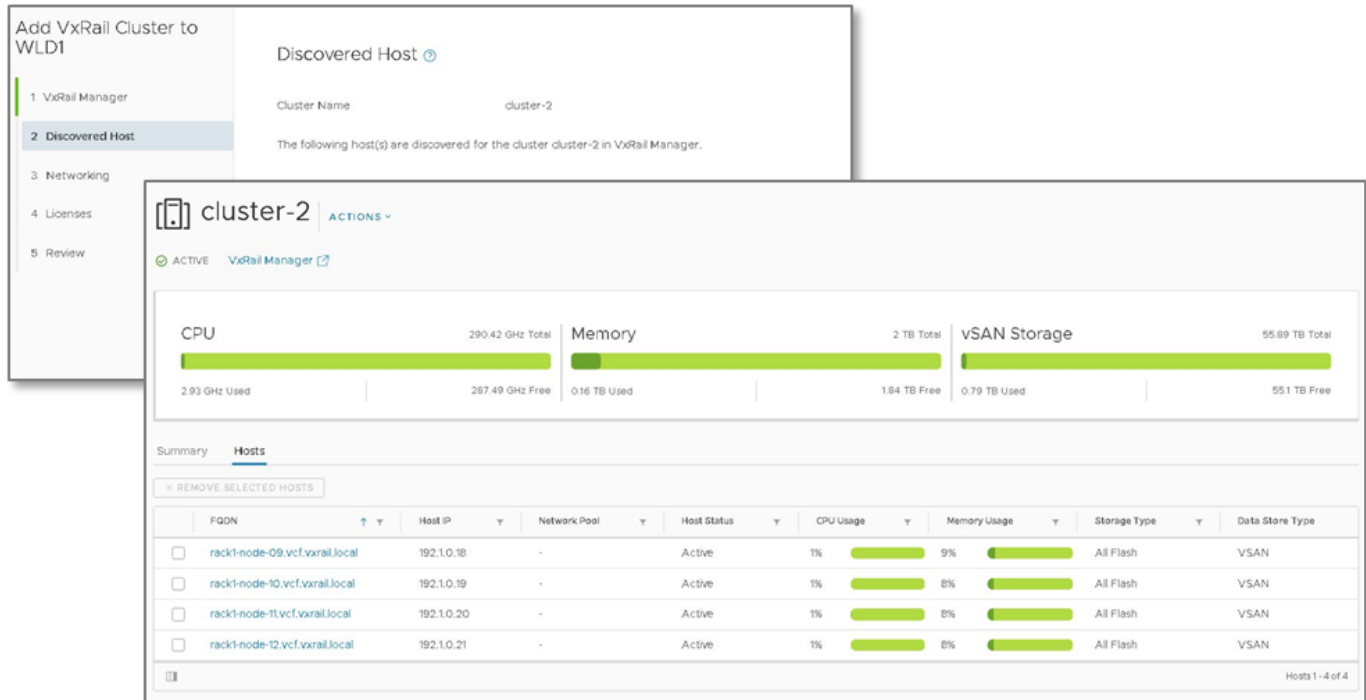 Add VxRail Cluster to
WLD1
1 VxRail Manager
2 Discovered Host
3 Networking
4 Licenses
5 Review
Discovered Host
Cluster Name cluster-2
The following host(s) are discovered for the cluster cluster-2 in VxRail Manager.
cluster-2 ACTIONS
ACTIVE VxRail Manager
CPU 290.42 GHz Total
2.93 GHz Used 287.49 GHz Free
Memory 2 TB Total
0.16 TB Used 1.84 TB Free
vSAN Storage 55.89 TB Total
0.79 TB Used 55.1 TB Free
Summary Hosts
× REMOVE SELECTED HOSTS
FQDN Host IP Network Pool Host Status CPU Usage Memory Usage Storage Type Data Store Type
rack1-node-09.vcf.vxrail.local 192.1.0.18 - Active 1% 9% All Flash VSAN
rack1-node-10.vcf.vxrail.local 192.1.0.19 - Active 1% 8% All Flash VSAN
rack1-node-11.vcf.vxrail.local 192.1.0.20 - Active 1% 8% All Flash VSAN
rack1-node-12.vcf.vxrail.local 192.1.0.21 - Active 1% 8% All Flash VSAN
Hosts 1 - 4 of 4